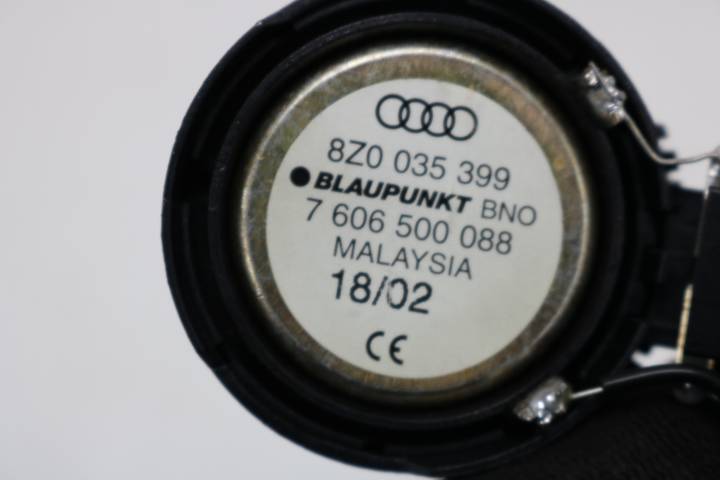 8Z0 035 399
BLAUPUNKT BNO
7 606 500 088
MALAYSIA
18/02
CE